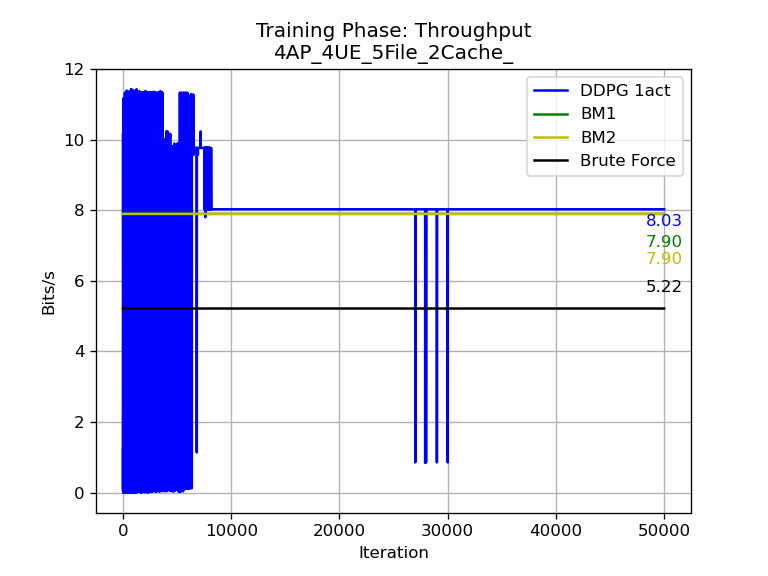 Training Phase: Throughput
4AP_4UE_5File_2Cache_
12
10
8
6
4
2
0
Bits/s
DDPG 1act
BM1
BM2
Brute Force
8.03
7.90
7.90
5.22
0
10000
20000
30000
40000
50000
Iteration